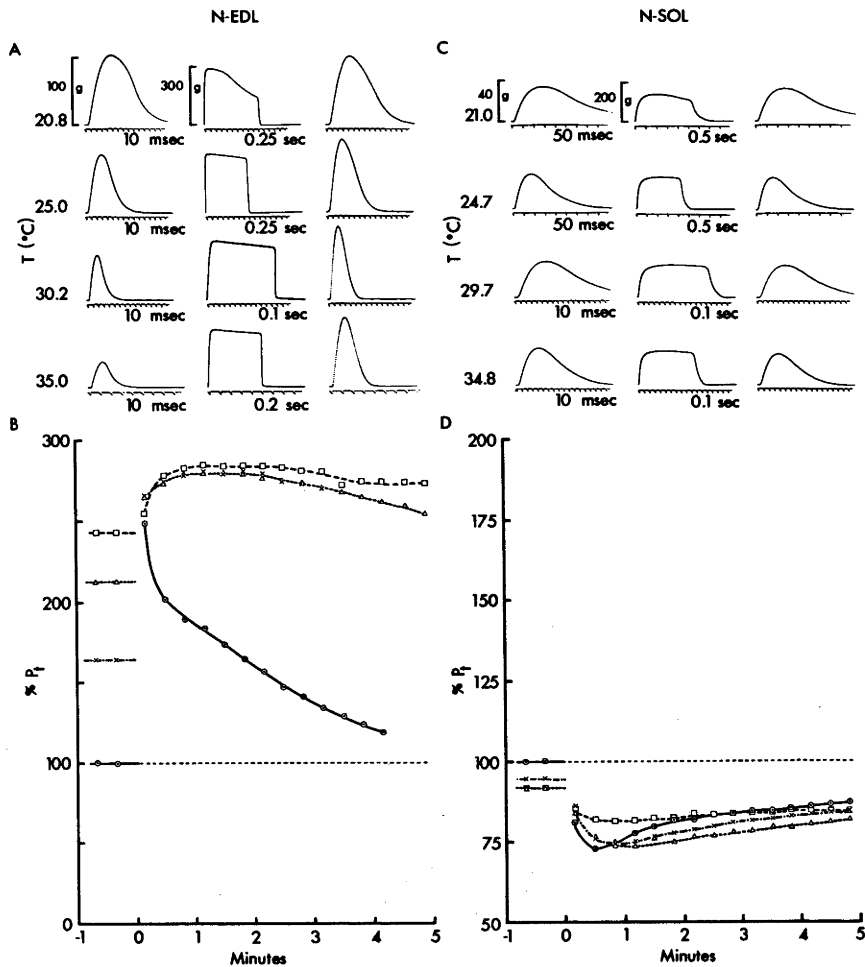 N-EDL
N-SOL
A
100 g
300 g
20.8
10 msec
0.25 sec
25.0
10 msec
0.25 sec
30.2
10 msec
0.1 sec
35.0
10 msec
0.2 sec
T (°C)
C
40 g
200 g
21.0
50 msec
0.5 sec
24.7
50 msec
0.5 sec
29.7
10 msec
0.1 sec
34.8
10 msec
0.1 sec
T (°C)
B
300
200
100
0
% Pt
-1 0 1 2 3 4 5
Minutes
D
200
175
150
125
100
75
50
% Pt
-1 0 1 2 3 4 5
Minutes